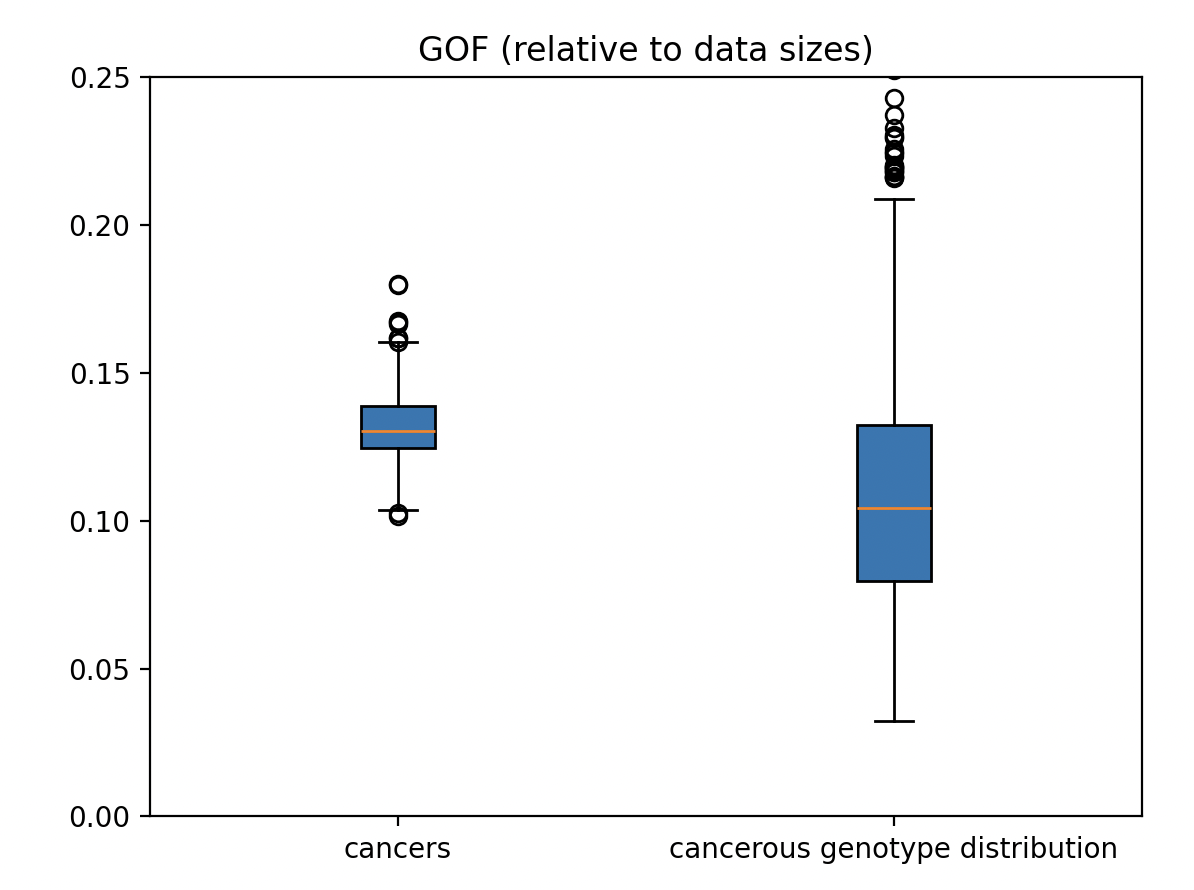 GOF (relative to data sizes)
0.25
0.20
0.15
0.10
0.05
0.00
cancers
cancerous genotype distribution